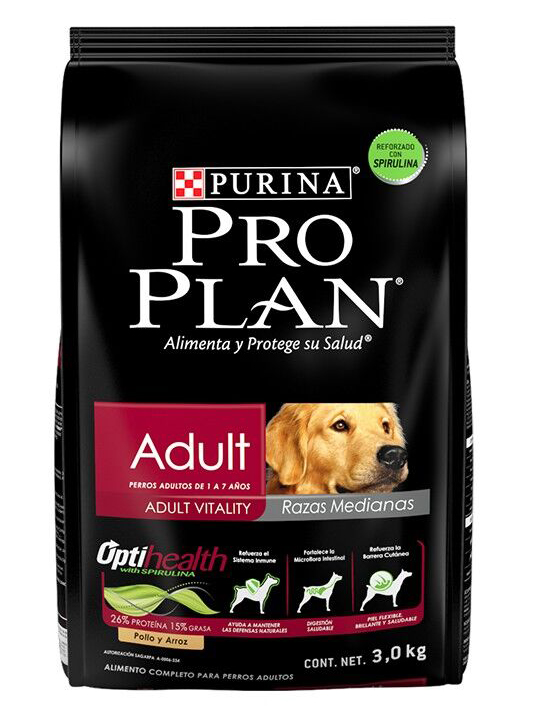 REFORZADO
CON
SPIRULINA
PURINA®
PRO
PLAN®
Alimenta y Protege su Salud®
Adult
PERROS ADULTOS DE 1 A 7 AÑOS
ADULT VITALITY
Razas Medianas
Optihealth
with SPIRULINA
26% PROTEÍNA 15% GRASA
Pollo y Arroz
Refuerza el
Sistema Inmune
AYUDA A MANTENER
LAS DEFENSAS NATURALES
Fortalece la
Microflora Intestinal
DIGESTIÓN
SALUDABLE
Refuerza la
Barrera Cutánea
PIEL FLEXIBLE,
BRILLANTE Y SALUDABLE
ALIMENTO COMPLETO PARA PERROS ADULTOS
CONT. NET. 3,0 kg